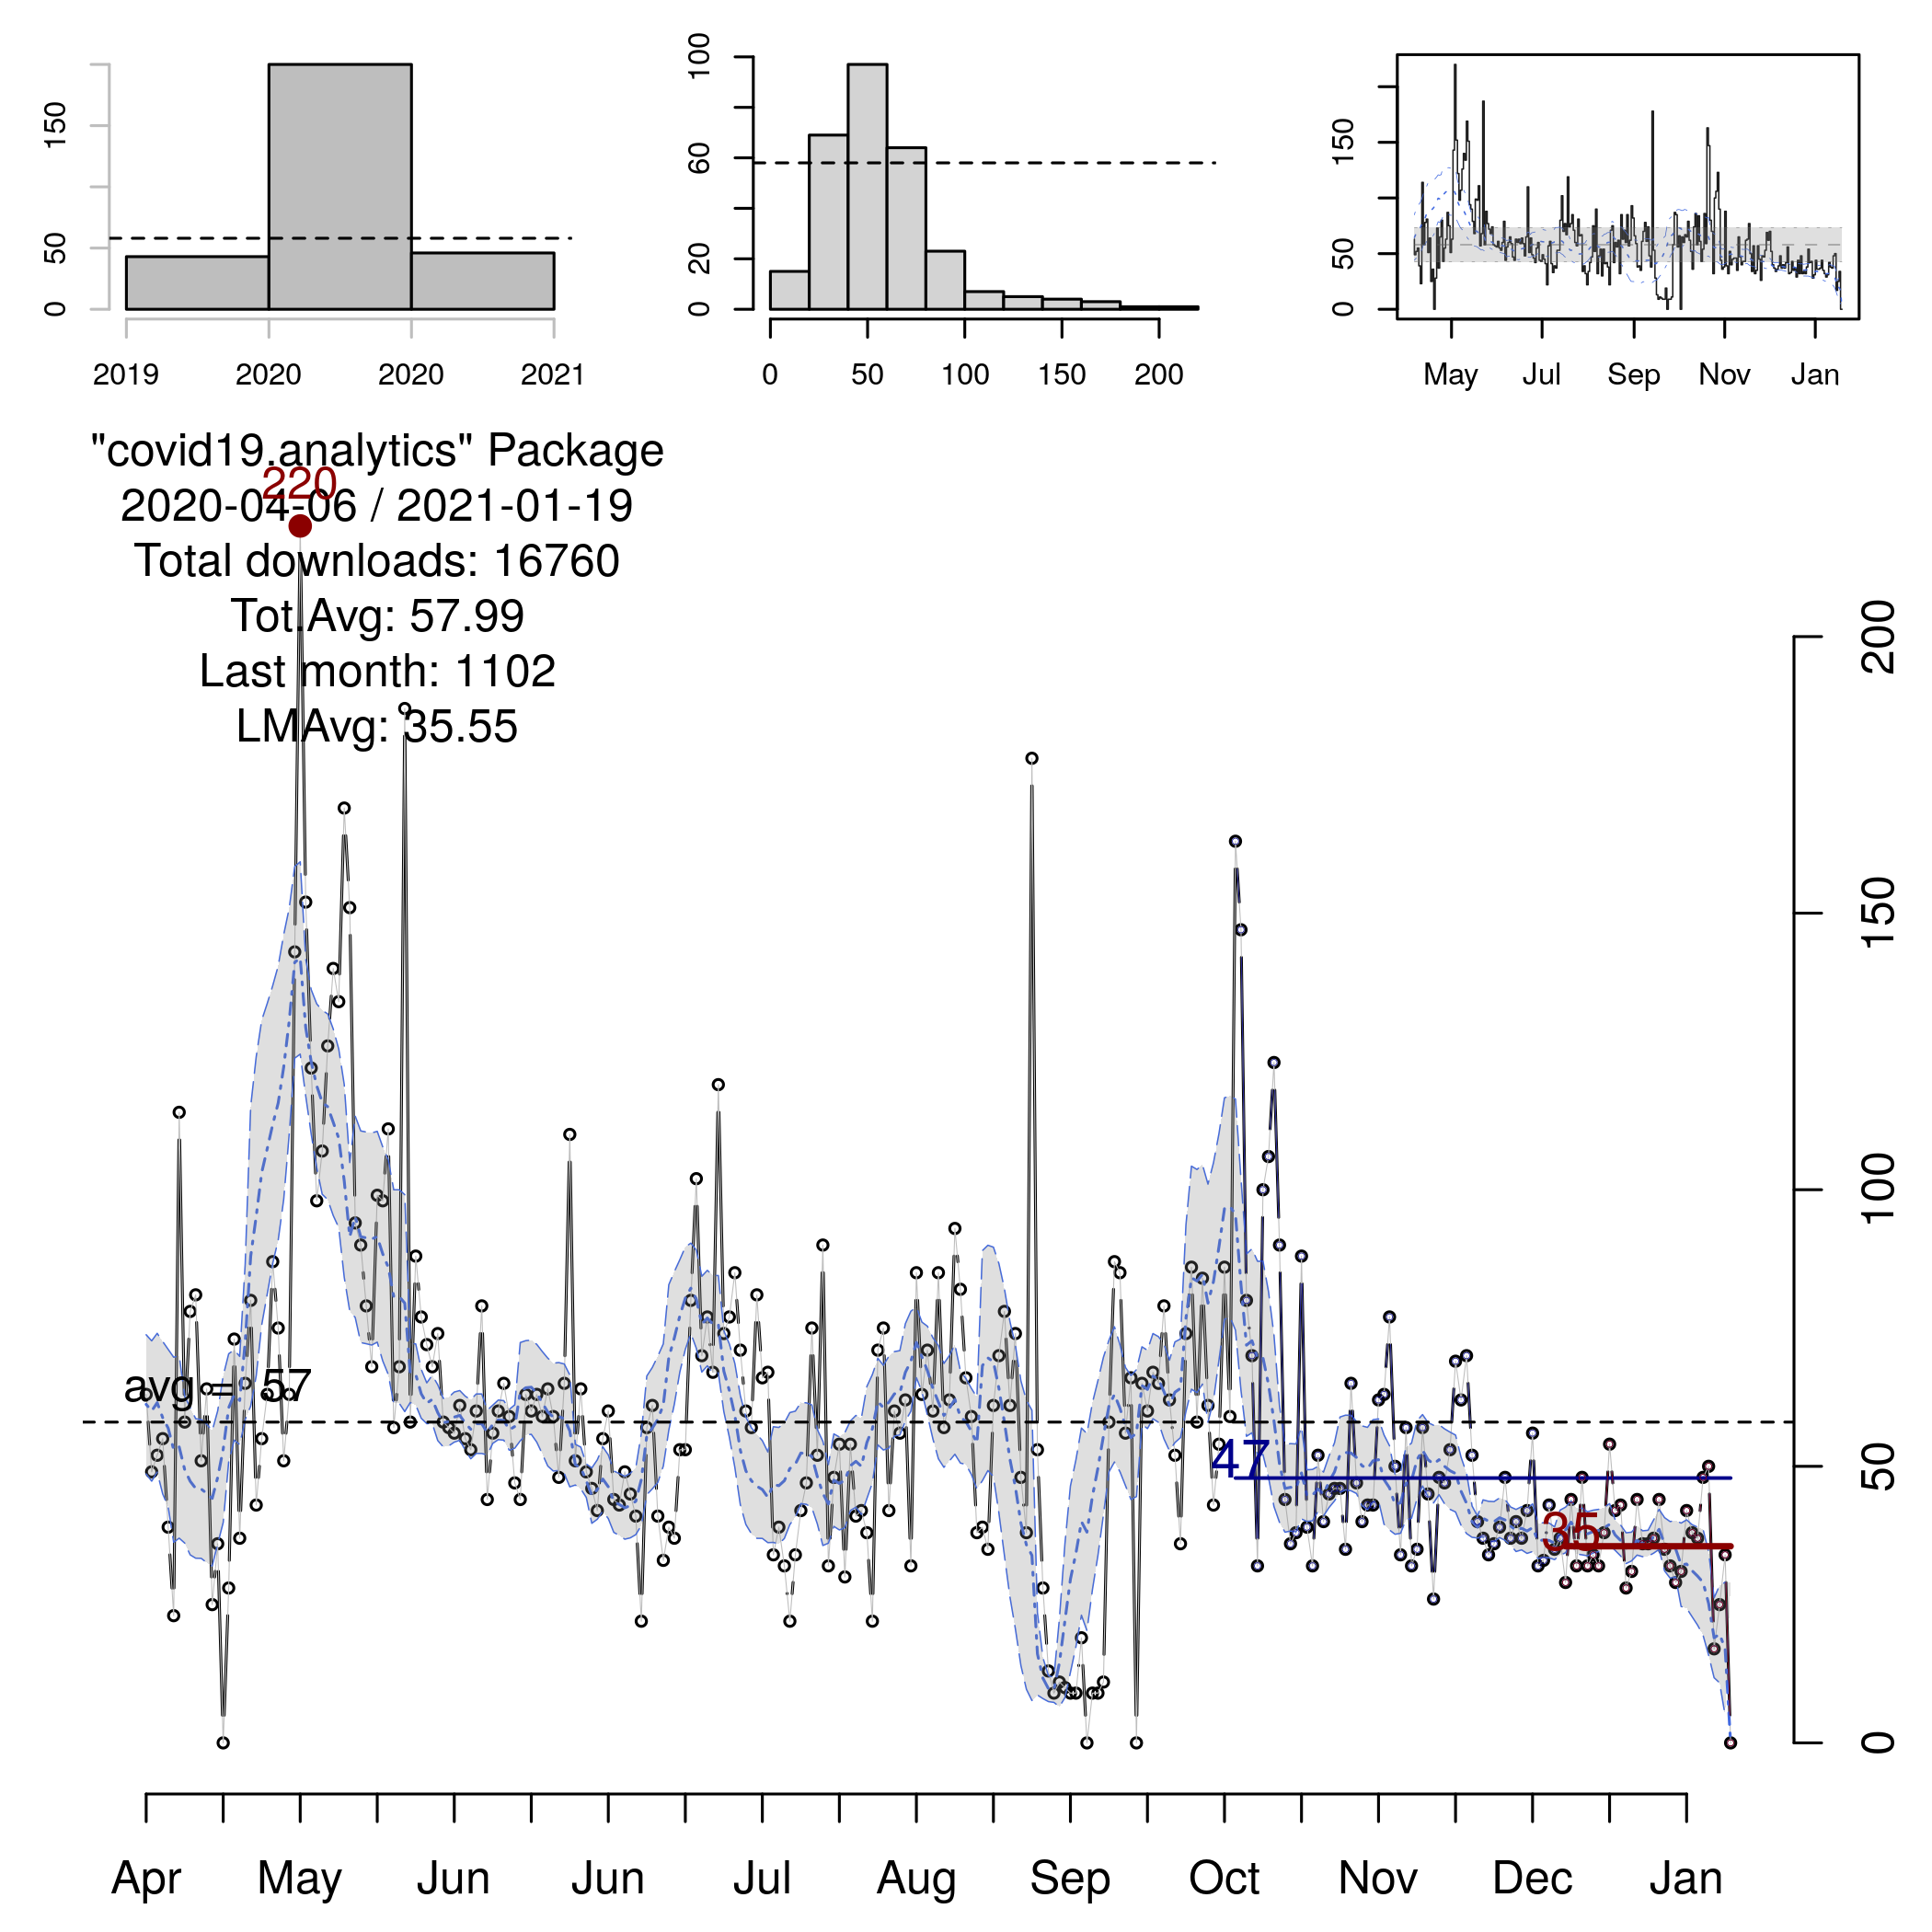 150
50
0
2019 2020 2020 2021
100
60
20
0
0 50 100 150 200
150
50
0
May Jul Sep Nov Jan
"covid19.analytics" Package
220
2020-04-06 / 2021-01-19
Total downloads: 16760
Tot.Avg: 57.99
Last month: 1102
LMAvg: 35.55
avg = 57
47
35
200
150
100
50
0
Apr May Jun Jun Jul Aug Sep Oct Nov Dec Jan